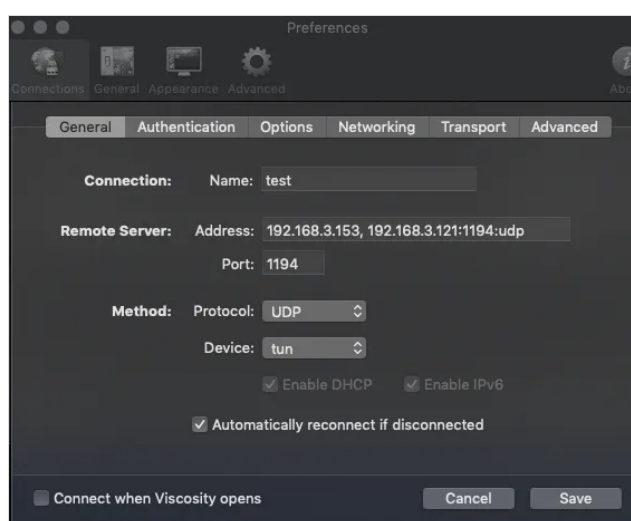 Preferences
Connections General Appearance Advanced
General Authentication Options Networking Transport Advanced
Connection: Name: test
Remote Server: Address: 192.168.3.153, 192.168.3.121:1194:udp
Port: 1194
Method: Protocol: UDP
Device: tun
Enable DHCP Enable IPv6
Automatically reconnect if disconnected
Connect when Viscosity opens Cancel Save